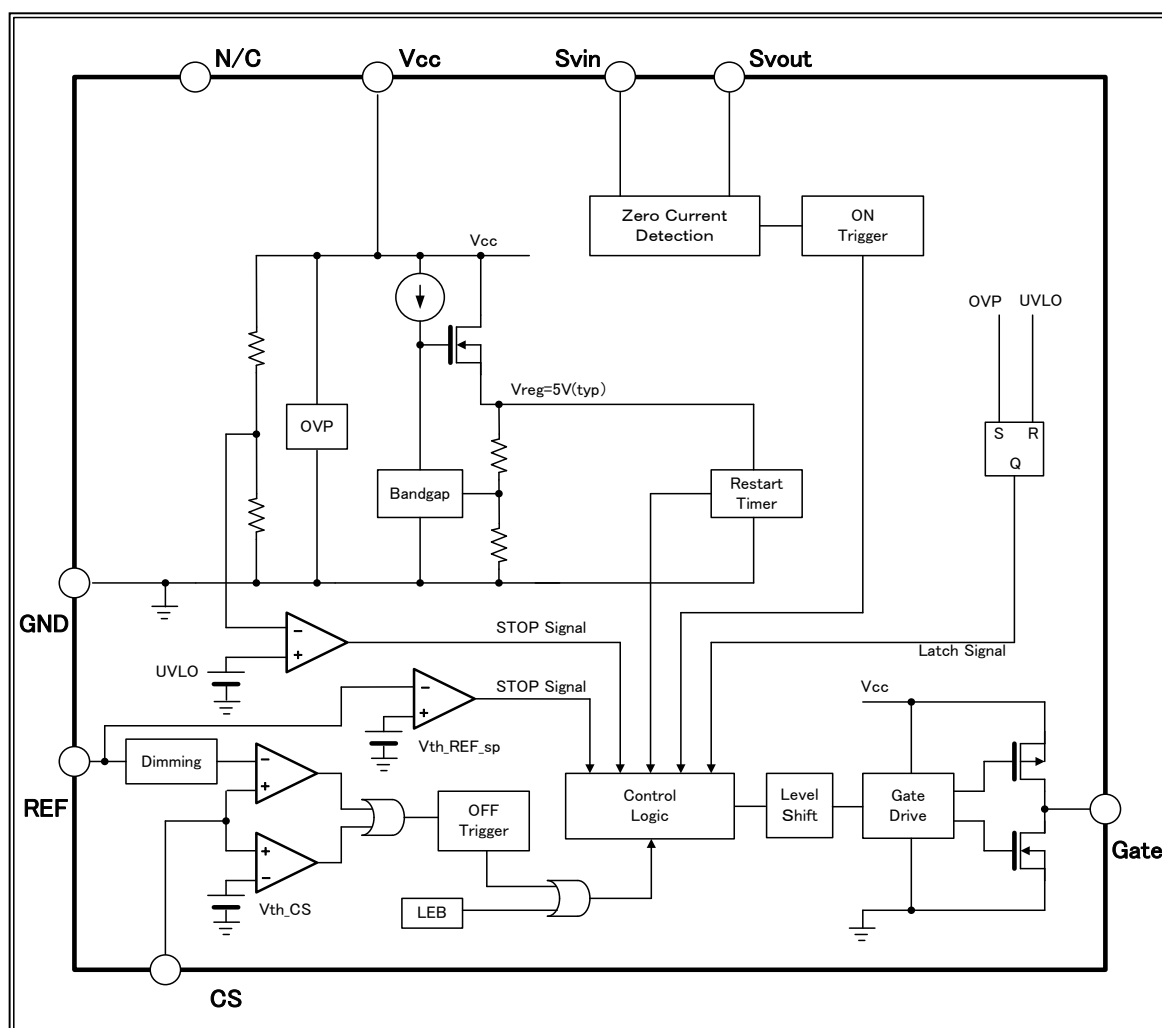 N/C
Vcc
Svin
Svout
Zero Current
Detection
ON
Trigger
Vcc
OVP
UVLO
Vreg=5V(typ)
OVP
S
R
Q
Bandgap
Restart
Timer
GND
−
+
UVLO
STOP Signal
Latch Signal
−
+
STOP Signal
Vth_REF_sp
Vcc
REF
Dimming
−
+
+
−
Vth_CS
OFF
Trigger
LEB
Control
Logic
Level
Shift
Gate
Drive
Gate
CS